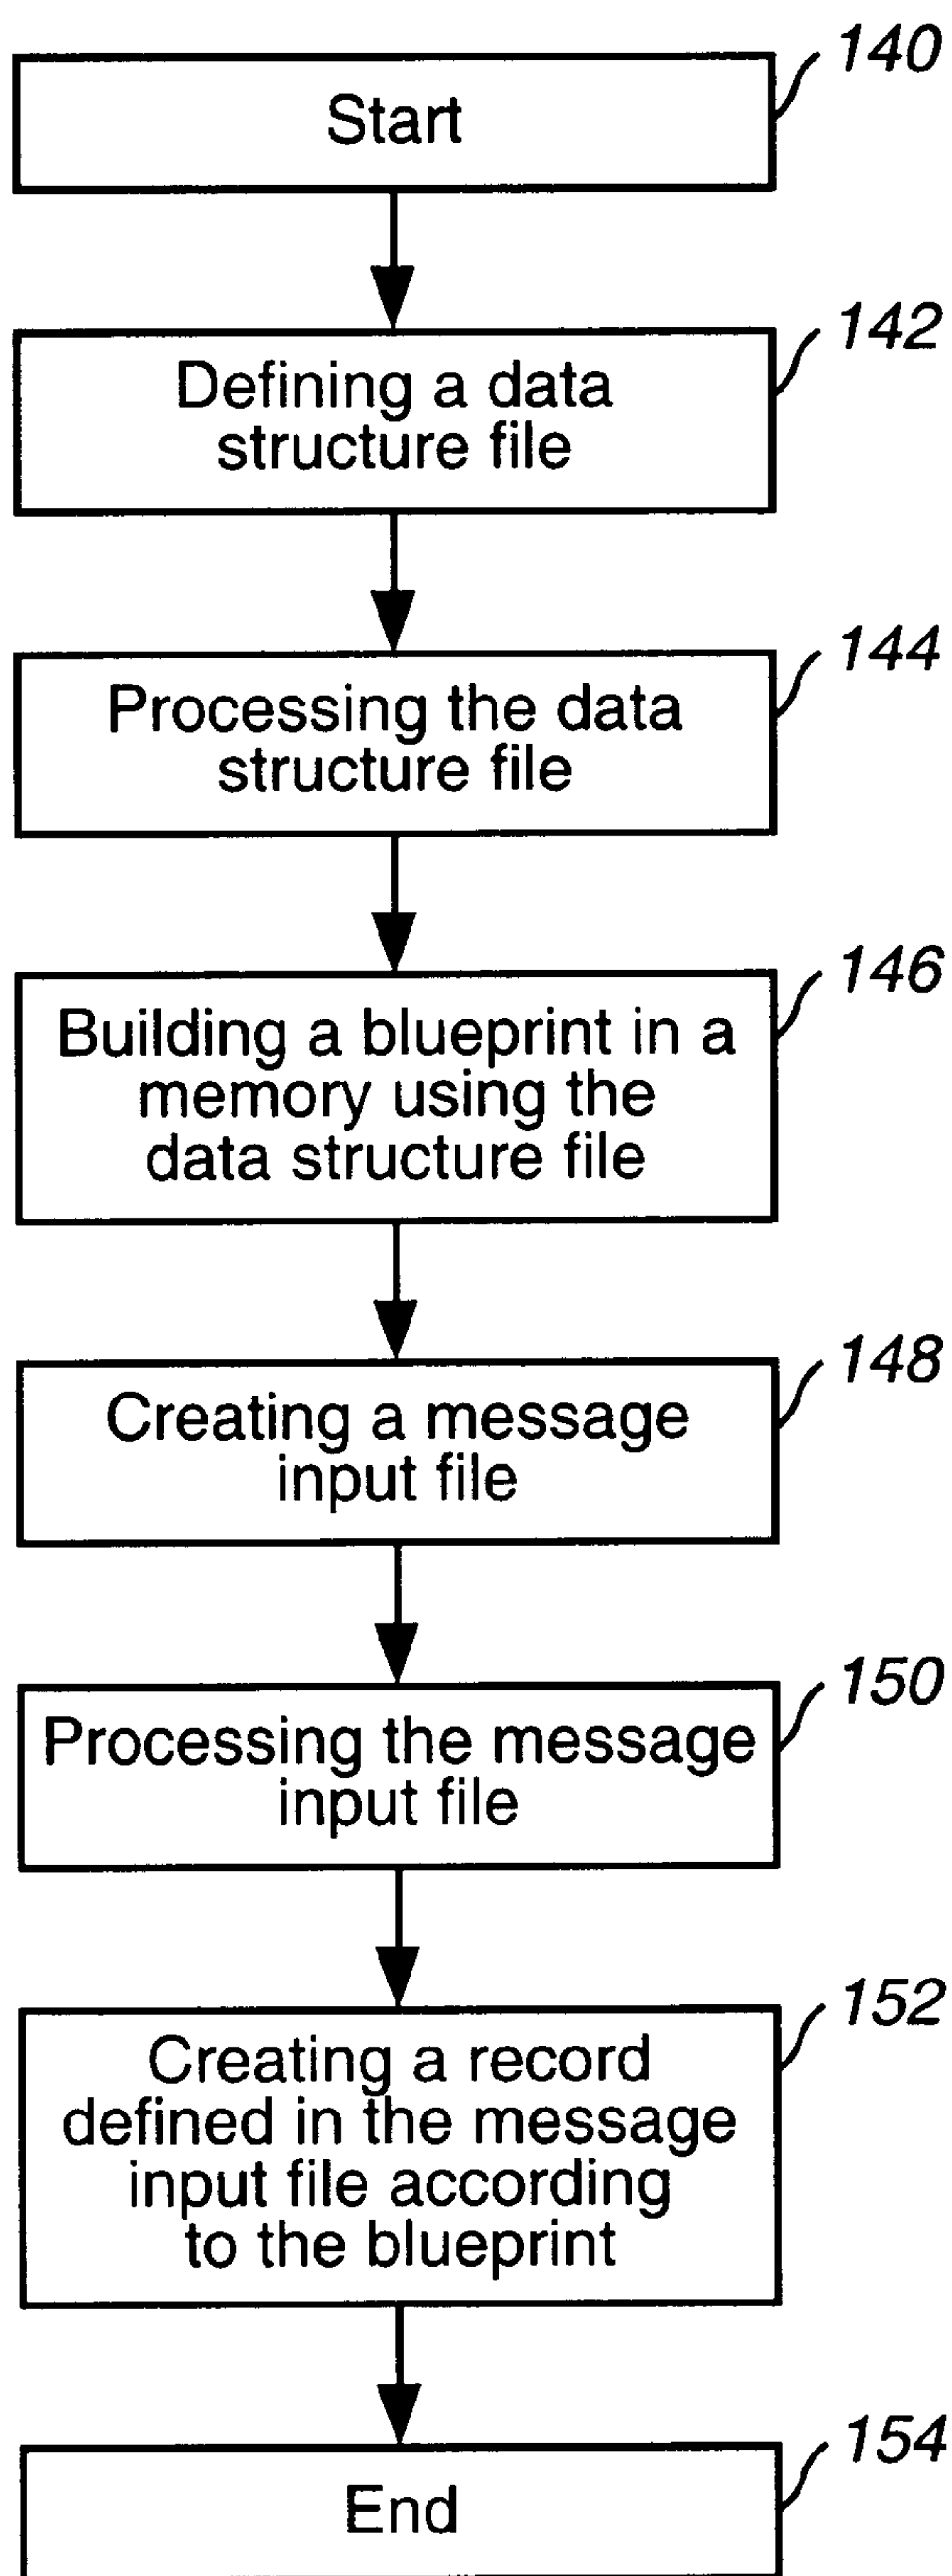 140
Start
142
Defining a data
structure file
144
Processing the data
structure file
146
Building a blueprint in a
memory using the
data structure file
148
Creating a message
input file
150
Processing the message
input file
152
Creating a record
defined in the message
input file according
to the blueprint
154
End